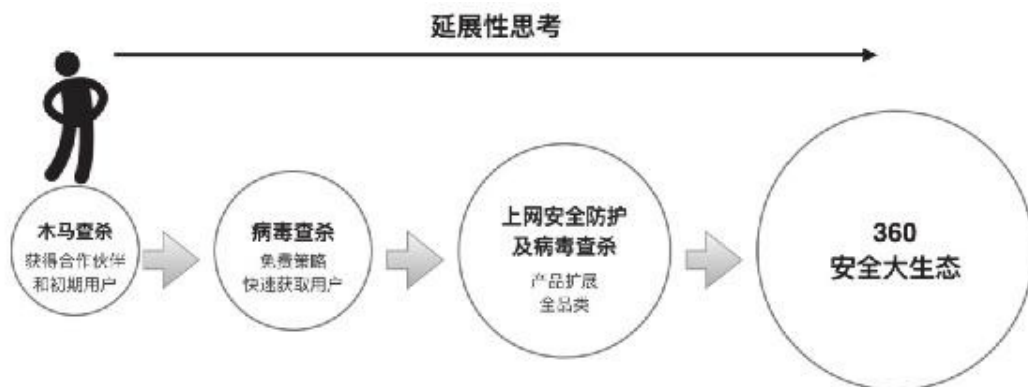 延展性思考
木马查杀
获得合作伙伴
和初期用户
病毒查杀
免费策略
快速获取用户
上网安全防护
及病毒查杀
产品扩展
全品类
360
安全大生态